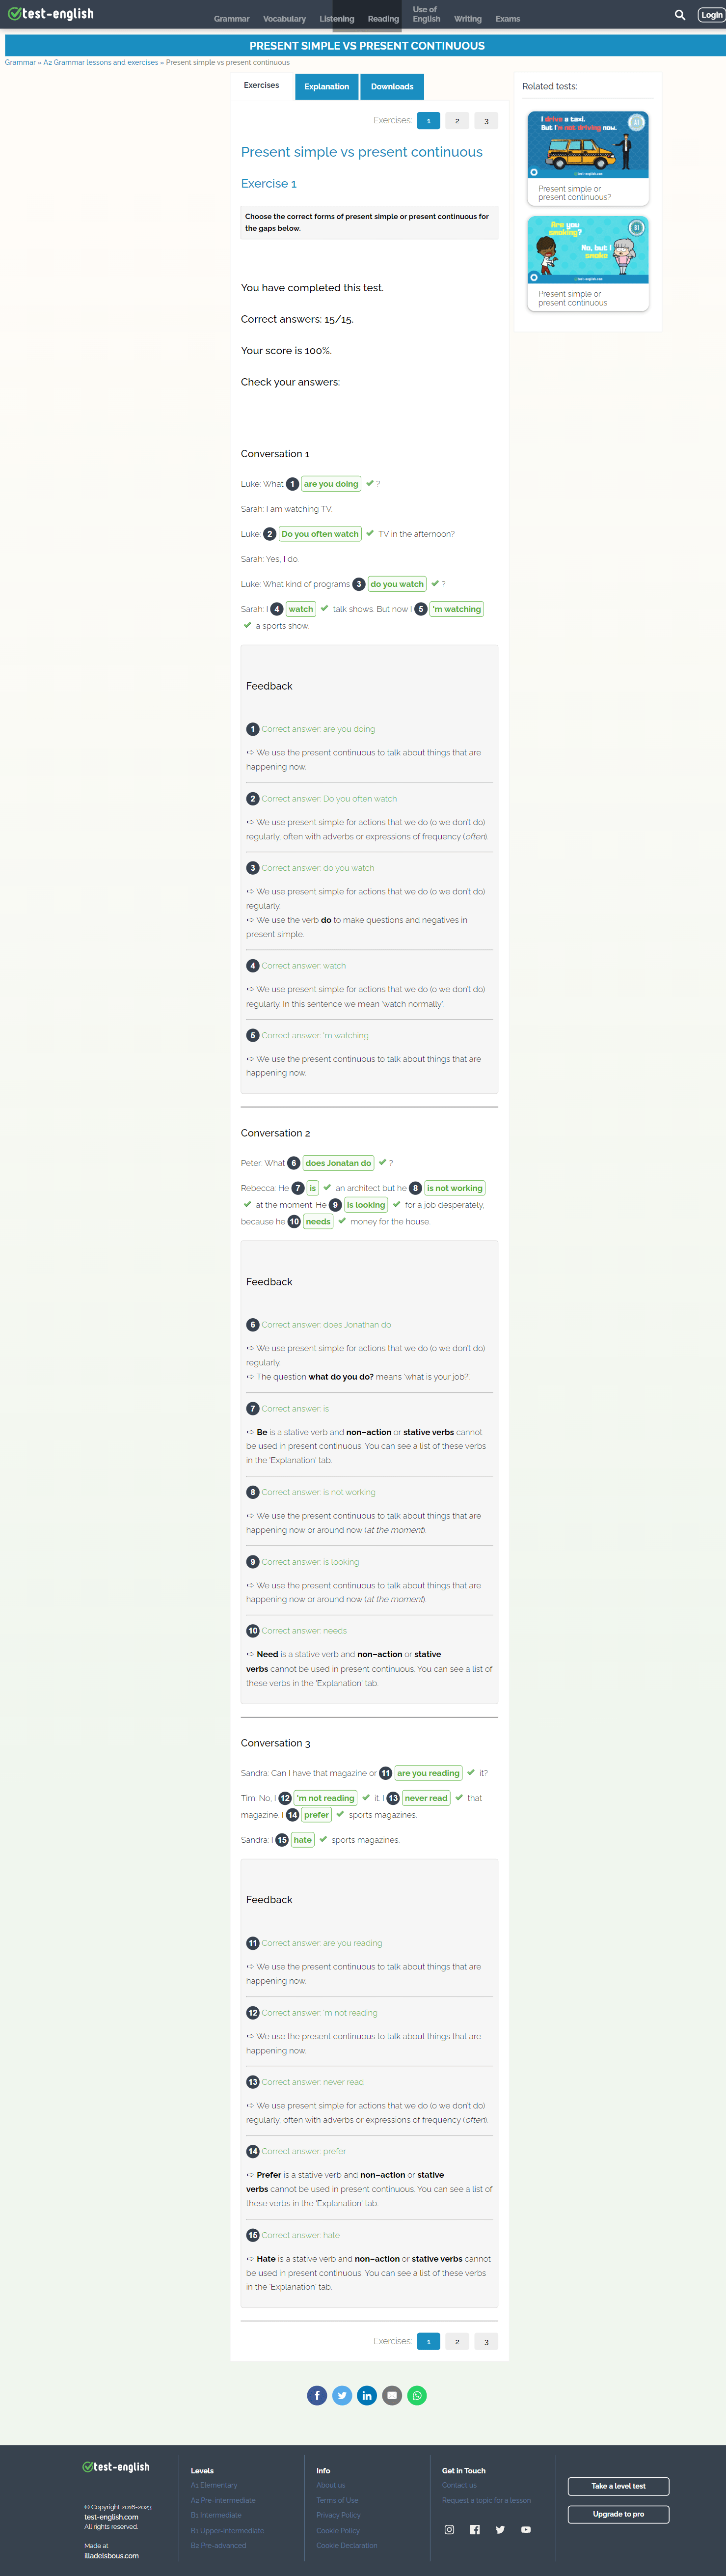 test-english
Grammar Vocabulary Listening Reading Use of English Writing Exams
Login
PRESENT SIMPLE VS PRESENT CONTINUOUS
Grammar » A2 Grammar lessons and exercises » Present simple vs present continuous
Exercises Explanation Downloads
Exercises: 1 2 3
Present simple vs present continuous
Exercise 1
Choose the correct forms of present simple or present continuous for
the gaps below.
You have completed this test.
Correct answers: 15/15.
Your score is 100%.
Check your answers:
Conversation 1
Luke: What 1 are you doing ✔ ?
Sarah: I am watching TV.
Luke: 2 Do you often watch ✔ TV in the afternoon?
Sarah: Yes, I do.
Luke: What kind of programs 3 do you watch ✔ ?
Sarah: I 4 watch ✔ talk shows. But now I 5 'm watching
✔ a sports show.
Feedback
1 Correct answer: are you doing
➪ We use the present continuous to talk about things that are
happening now.
2 Correct answer: Do you often watch
➪ We use present simple for actions that we do (o we don't do)
regularly, often with adverbs or expressions of frequency (often).
3 Correct answer: do you watch
➪ We use present simple for actions that we do (o we don't do)
regularly.
➪ We use the verb do to make questions and negatives in
present simple.
4 Correct answer: watch
➪ We use present simple for actions that we do (o we don't do)
regularly. In this sentence we mean 'watch normally'.
5 Correct answer: 'm watching
➪ We use the present continuous to talk about things that are
happening now.
Conversation 2
Peter: What 6 does Jonatan do ✔ ?
Rebecca: He 7 is ✔ an architect but he 8 is not working
✔ at the moment. He 9 is looking ✔ for a job desperately,
because he 10 needs ✔ money for the house.
Feedback
6 Correct answer: does Jonathan do
➪ We use present simple for actions that we do (o we don't do)
regularly.
➪ The question what do you do? means 'what is your job?'.
7 Correct answer: is
➪ Be is a stative verb and non–action or stative verbs cannot
be used in present continuous. You can see a list of these verbs
in the 'Explanation' tab.
8 Correct answer: is not working
➪ We use the present continuous to talk about things that are
happening now or around now (at the moment).
9 Correct answer: is looking
➪ We use the present continuous to talk about things that are
happening now or around now (at the moment).
10 Correct answer: needs
➪ Need is a stative verb and non–action or stative
verbs cannot be used in present continuous. You can see a list of
these verbs in the 'Explanation' tab.
Conversation 3
Sandra: Can I have that magazine or 11 are you reading ✔ it?
Tim: No, I 12 'm not reading ✔ it. I 13 never read ✔ that
magazine. I 14 prefer ✔ sports magazines.
Sandra: I 15 hate ✔ sports magazines.
Feedback
11 Correct answer: are you reading
➪ We use the present continuous to talk about things that are
happening now.
12 Correct answer: 'm not reading
➪ We use the present continuous to talk about things that are
happening now.
13 Correct answer: never read
➪ We use present simple for actions that we do (o we don't do)
regularly, often with adverbs or expressions of frequency (often).
14 Correct answer: prefer
➪ Prefer is a stative verb and non–action or stative
verbs cannot be used in present continuous. You can see a list of
these verbs in the 'Explanation' tab.
15 Correct answer: hate
➪ Hate is a stative verb and non–action or stative verbs cannot
be used in present continuous. You can see a list of these verbs
in the 'Explanation' tab.
Exercises: 1 2 3
Related tests:
I drive a taxi.
But I'm not driving now.
A1
test-english.com
Present simple or
present continuous?
Are you
smoking?
B1
No, but I
smoke
test-english.com
Present simple or
present continuous
test-english
© Copyright 2016-2023
test-english.com
All rights reserved.
Made at
illadelsbous.com
Levels
A1 Elementary
A2 Pre-intermediate
B1 Intermediate
B1 Upper-intermediate
B2 Pre-advanced
Info
About us
Terms of Use
Privacy Policy
Cookie Policy
Cookie Declaration
Get in Touch
Contact us
Request a topic for a lesson
Take a level test
Upgrade to pro